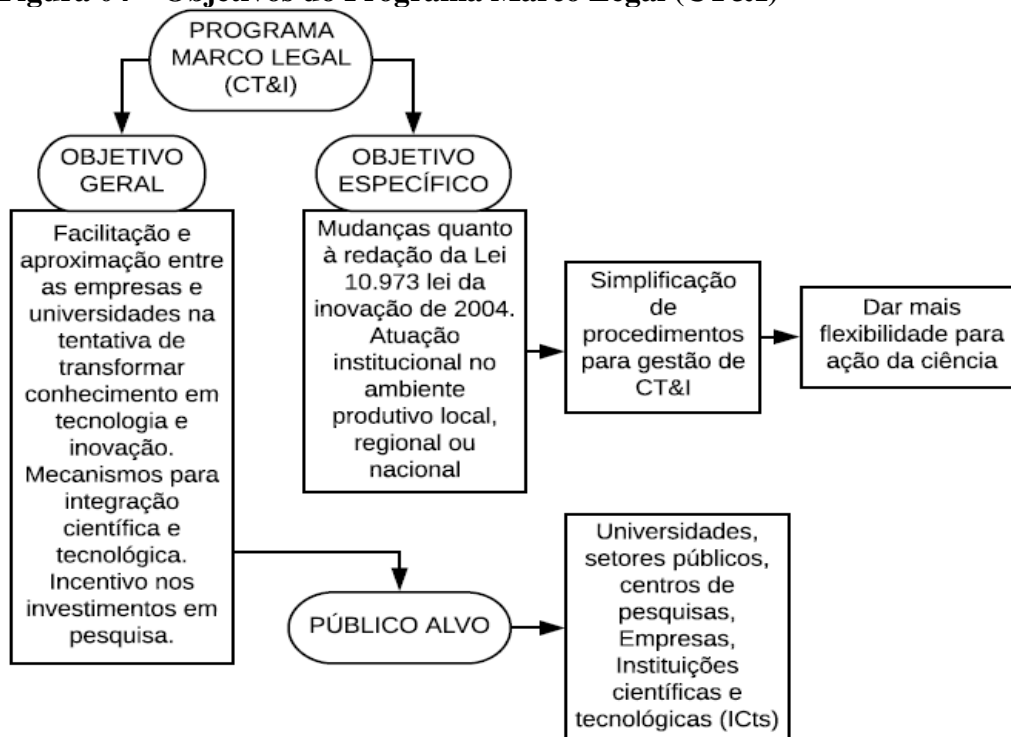 Figura 04 – Objetivos do Programa Marco Legal (CT&I)
PROGRAMA
MARCO LEGAL
(CT&I)
OBJETIVO
GERAL
Facilitação e
aproximação entre
as empresas e
universidades na
tentativa de
transformar
conhecimento em
tecnologia e
inovação.
Mecanismos para
integração
científica e
tecnológica.
Incentivo nos
investimentos em
pesquisa.
OBJETIVO
ESPECÍFICO
Mudanças quanto
à redação da Lei
10.973 lei da
inovação de 2004.
Atuação
institucional no
ambiente
produtivo local,
regional ou
nacional
Simplificação
de
procedimentos
para gestão de
CT&I
Dar mais
flexibilidade para
ação da ciência
PÚBLICO ALVO
Universidades,
setores públicos,
centros de
pesquisas,
Empresas,
Instituições
científicas e
tecnológicas (ICts)